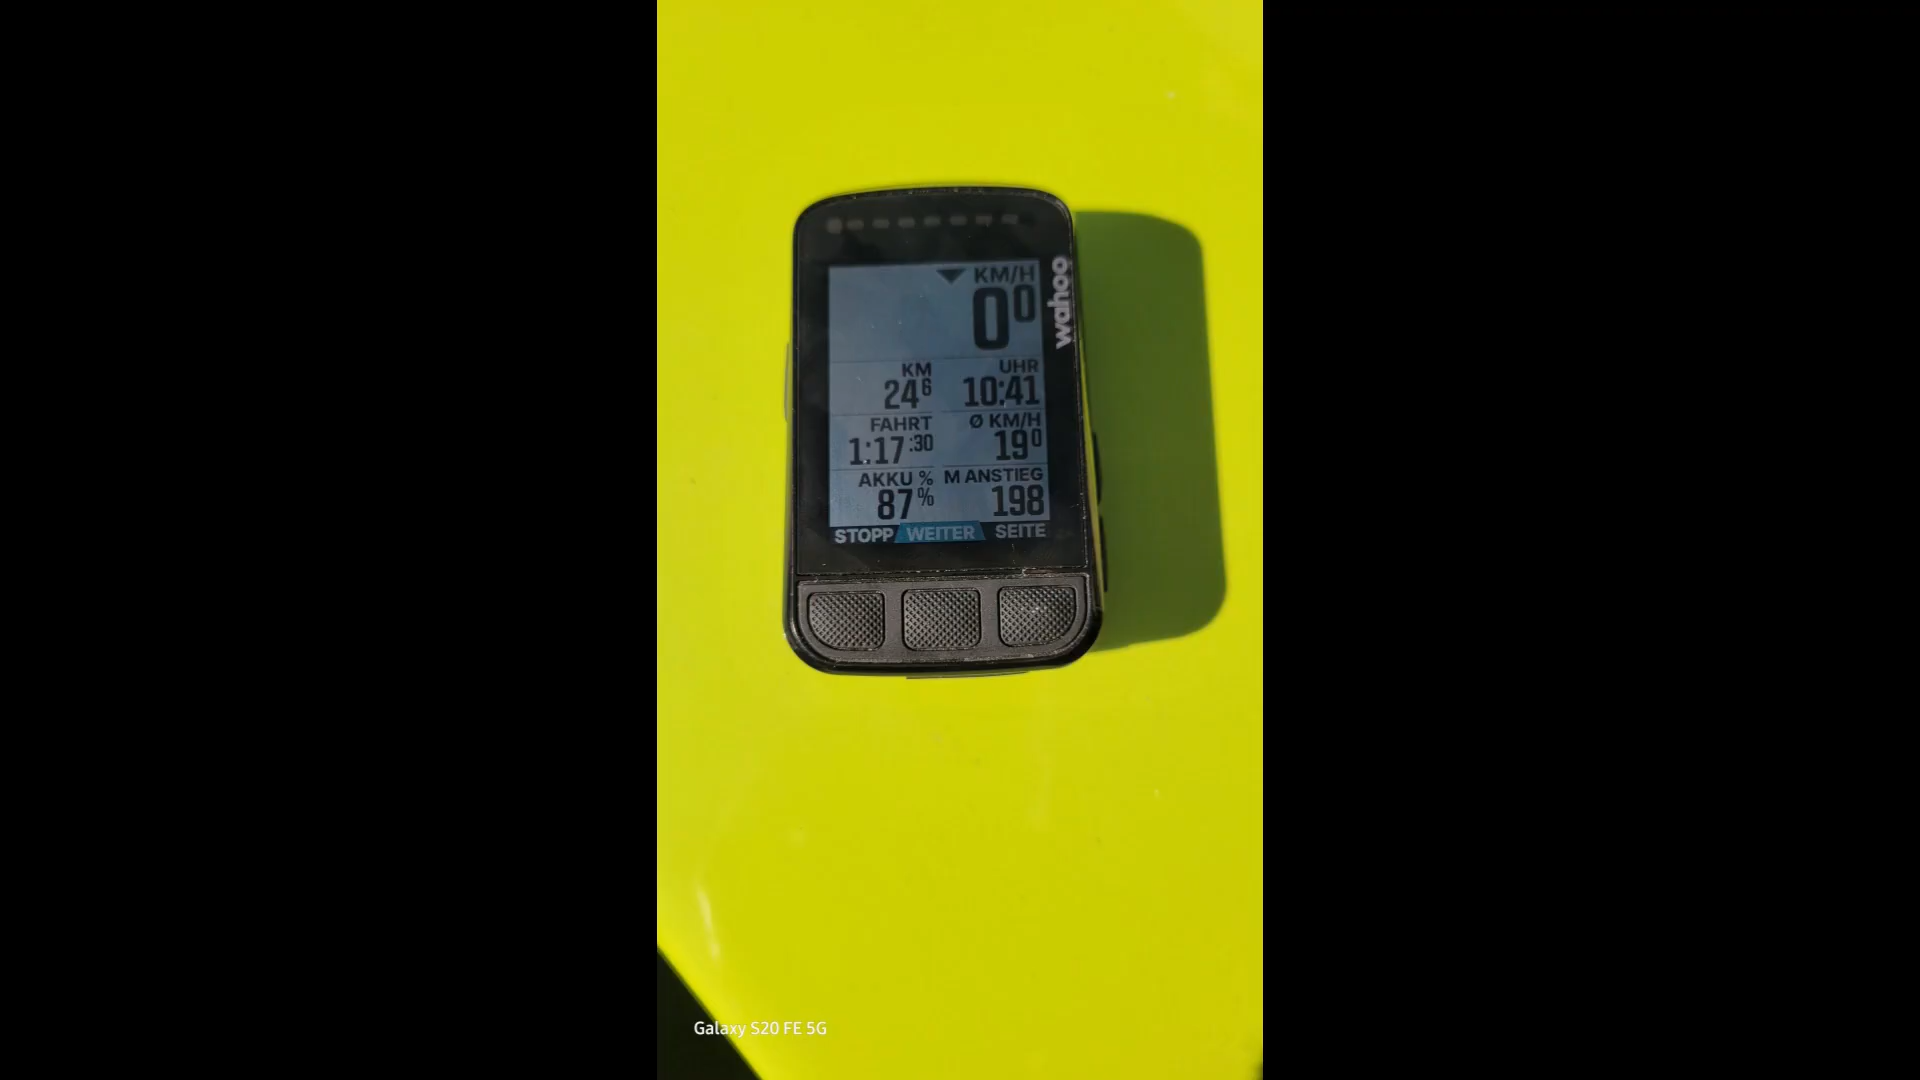 KM/H
0⁰
wahoo
KM
24⁶
UHR
10:41
FAHRT
1:17:30
Ø KM/H
19⁰
AKKU %
87%
M ANSTIEG
198
STOPP WEITER SEITE
Galaxy S20 FE 5G